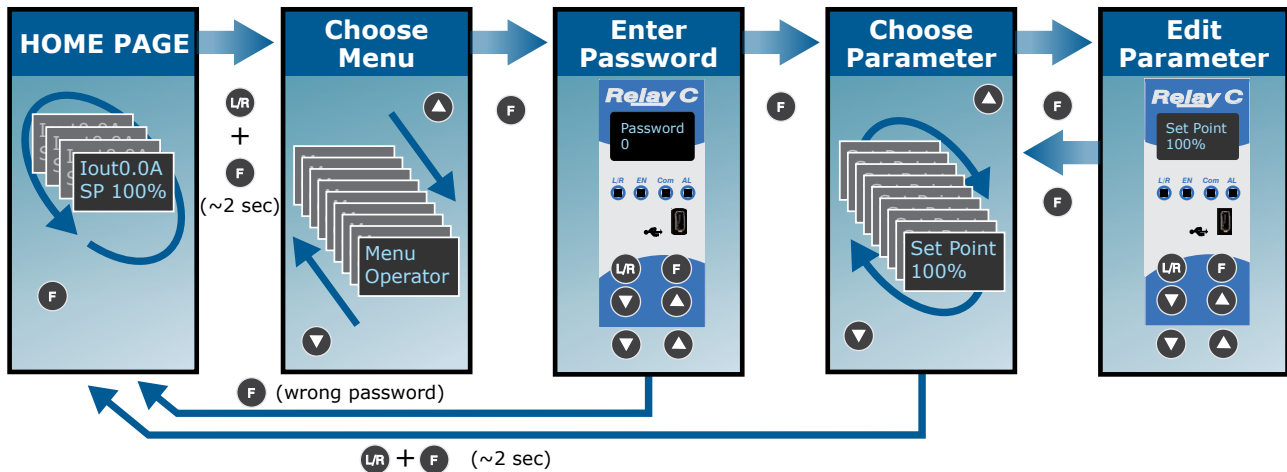 HOME PAGE
Iout0.0A
SP 100%
F
L/R
+
F
(~2 sec)
Choose
Menu
Menu
Operator
F
Enter
Password
Relay C
Password
0
L/R EN Com AL
L/R F
F
Choose
Parameter
Set Point
100%
F
F
Edit
Parameter
Relay C
Set Point
100%
L/R EN Com AL
L/R F
F (wrong password)
L/R + F (~2 sec)